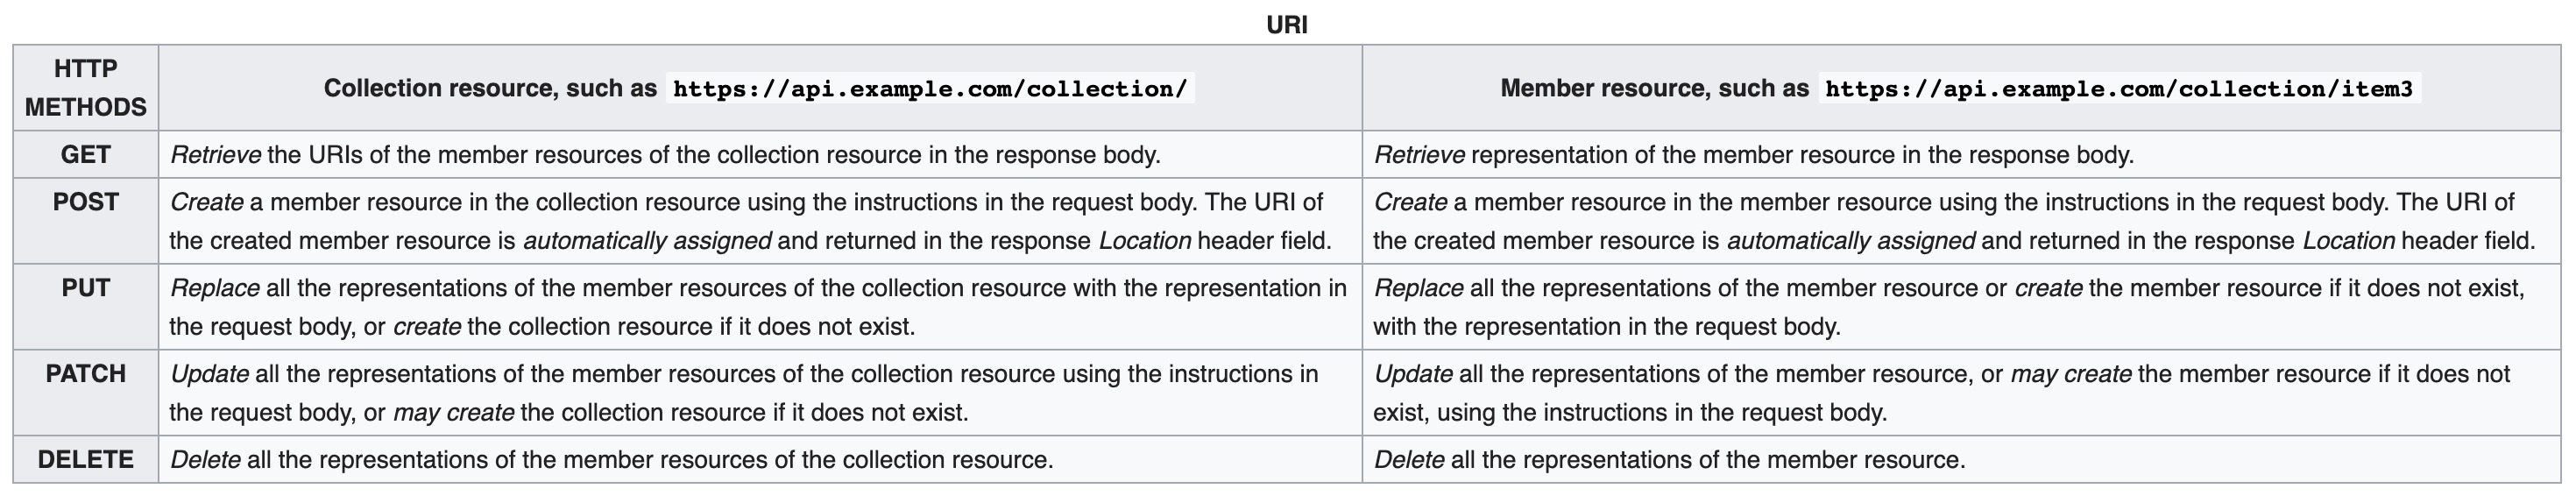 URI
HTTP
METHODS
Collection resource, such as https://api.example.com/collection/
Member resource, such as https://api.example.com/collection/item3
GET
Retrieve the URIs of the member resources of the collection resource in the response body.
Retrieve representation of the member resource in the response body.
POST
Create a member resource in the collection resource using the instructions in the request body. The URI of
the created member resource is automatically assigned and returned in the response Location header field.
Create a member resource in the member resource using the instructions in the request body. The URI of
the created member resource is automatically assigned and returned in the response Location header field.
PUT
Replace all the representations of the member resources of the collection resource with the representation in
the request body, or create the collection resource if it does not exist.
Replace all the representations of the member resource or create the member resource if it does not exist,
with the representation in the request body.
PATCH
Update all the representations of the member resources of the collection resource using the instructions in
the request body, or may create the collection resource if it does not exist.
Update all the representations of the member resource, or may create the member resource if it does not
exist, using the instructions in the request body.
DELETE
Delete all the representations of the member resources of the collection resource.
Delete all the representations of the member resource.